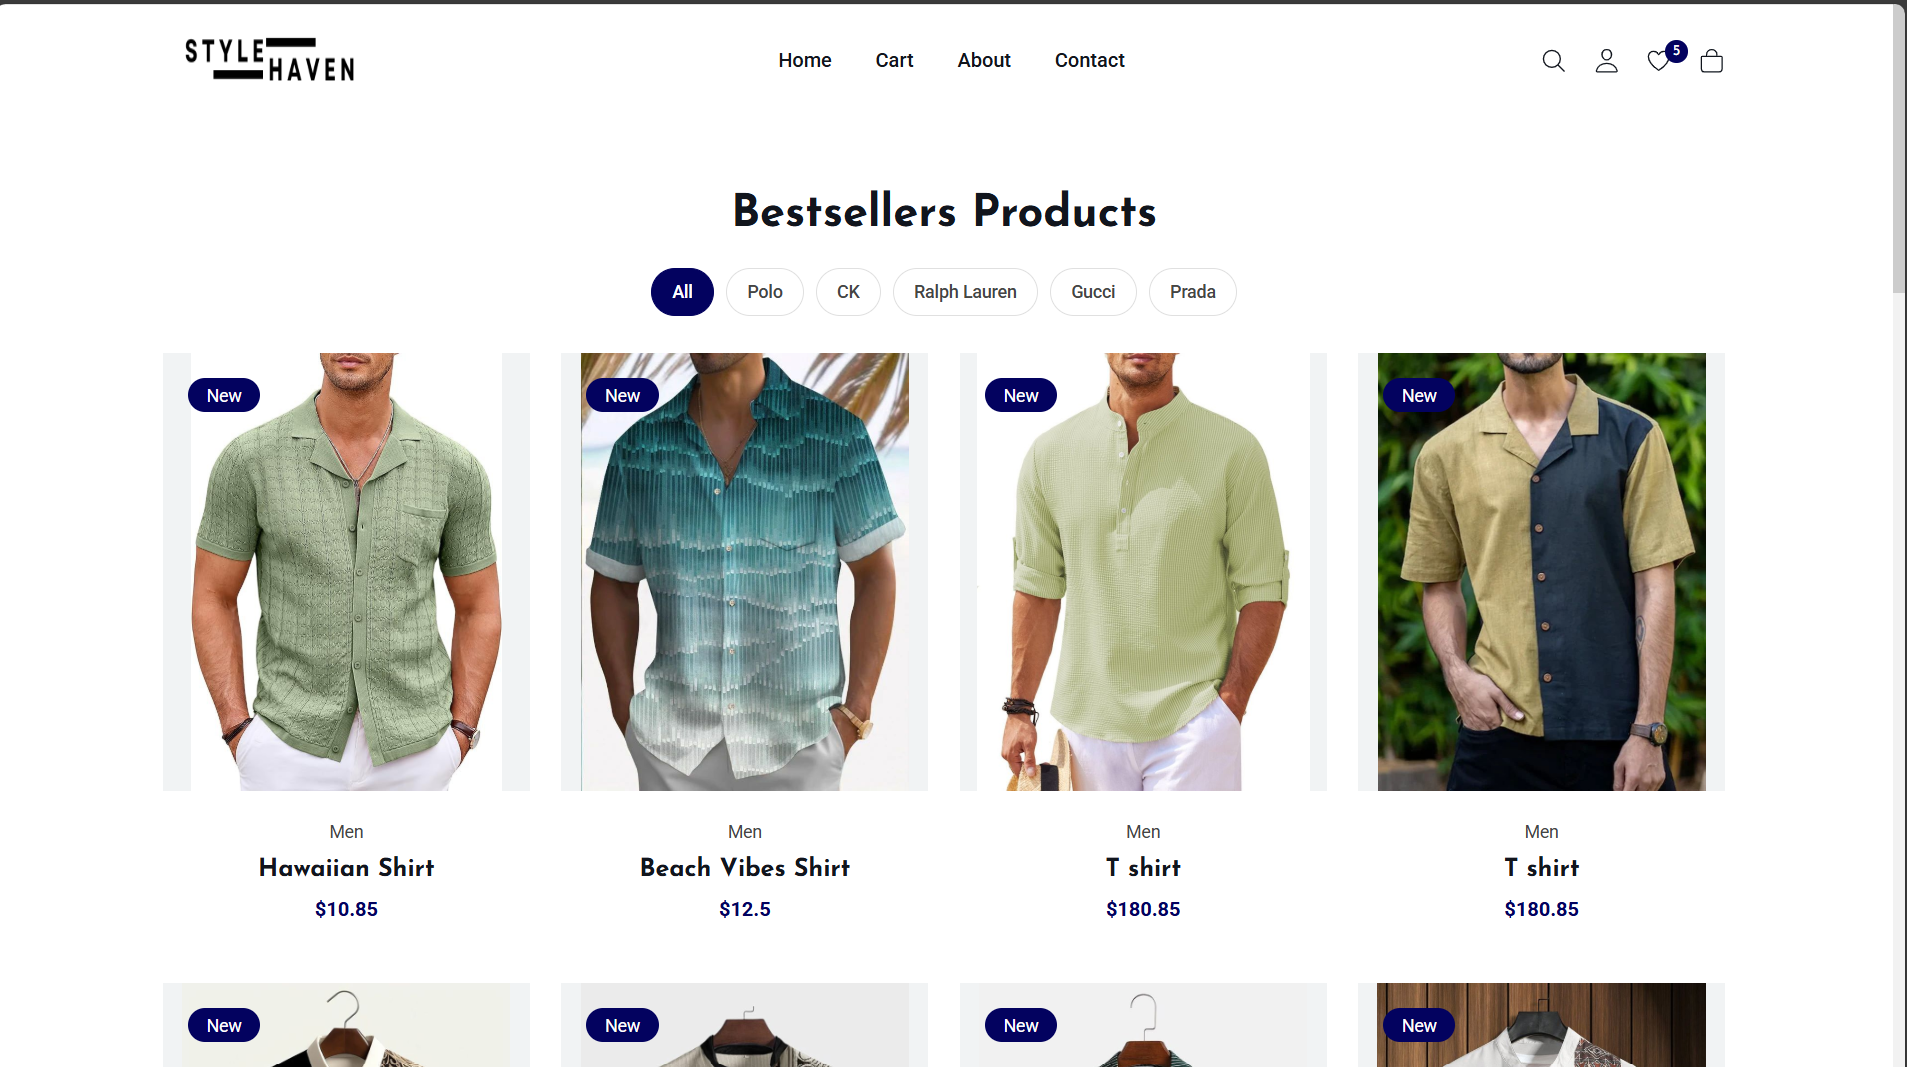 STYLE
HAVEN
Home Cart About Contact
5
Bestsellers Products
All Polo CK Ralph Lauren Gucci Prada
New New New New
Men Men Men Men
Hawaiian Shirt Beach Vibes Shirt T shirt T shirt
$10.85 $12.5 $180.85 $180.85
New New New New